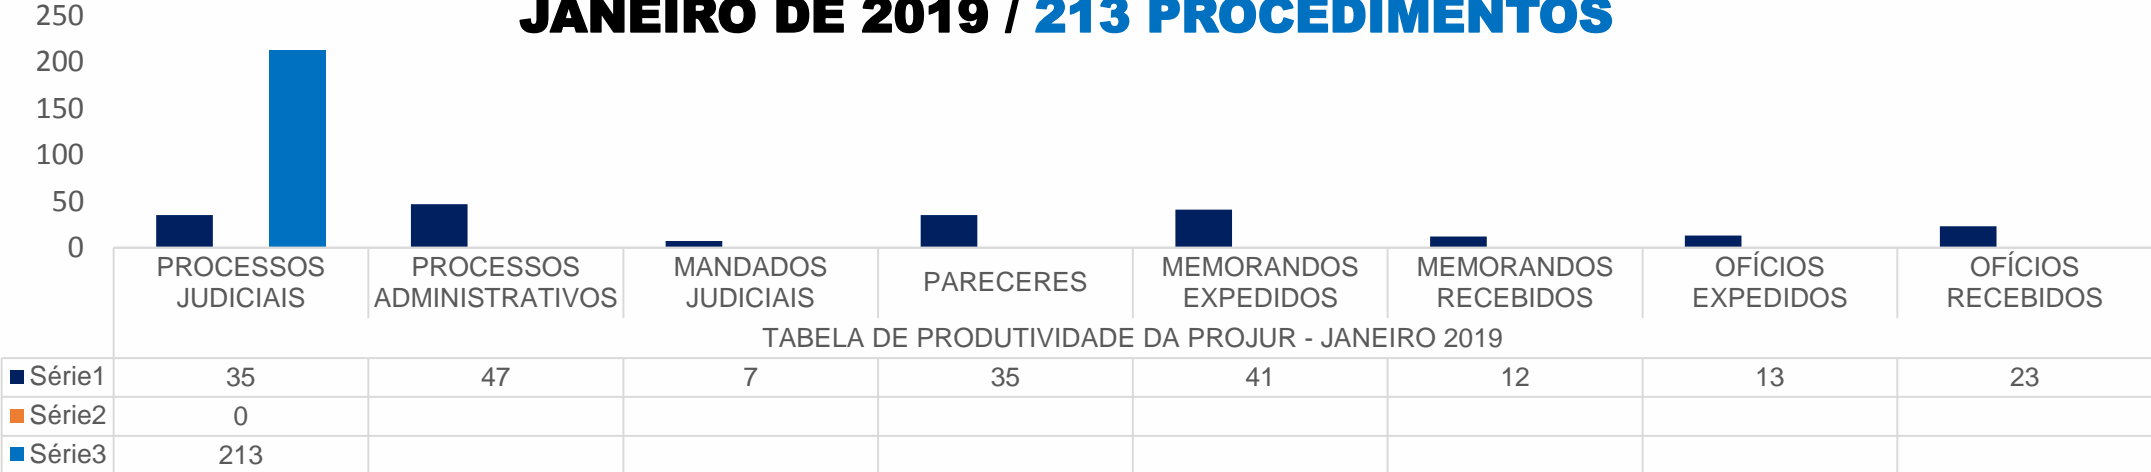 JANEIRO DE 2019 / 213 PROCEDIMENTOS
250
200
150
100
50
0
PROCESSOS JUDICIAIS
PROCESSOS ADMINISTRATIVOS
MANDADOS JUDICIAIS
PARECERES
MEMORANDOS EXPEDIDOS
MEMORANDOS RECEBIDOS
OFÍCIOS EXPEDIDOS
OFÍCIOS RECEBIDOS
TABELA DE PRODUTIVIDADE DA PROJUR - JANEIRO 2019
Série1 35 47 7 35 41 12 13 23
Série2 0
Série3 213